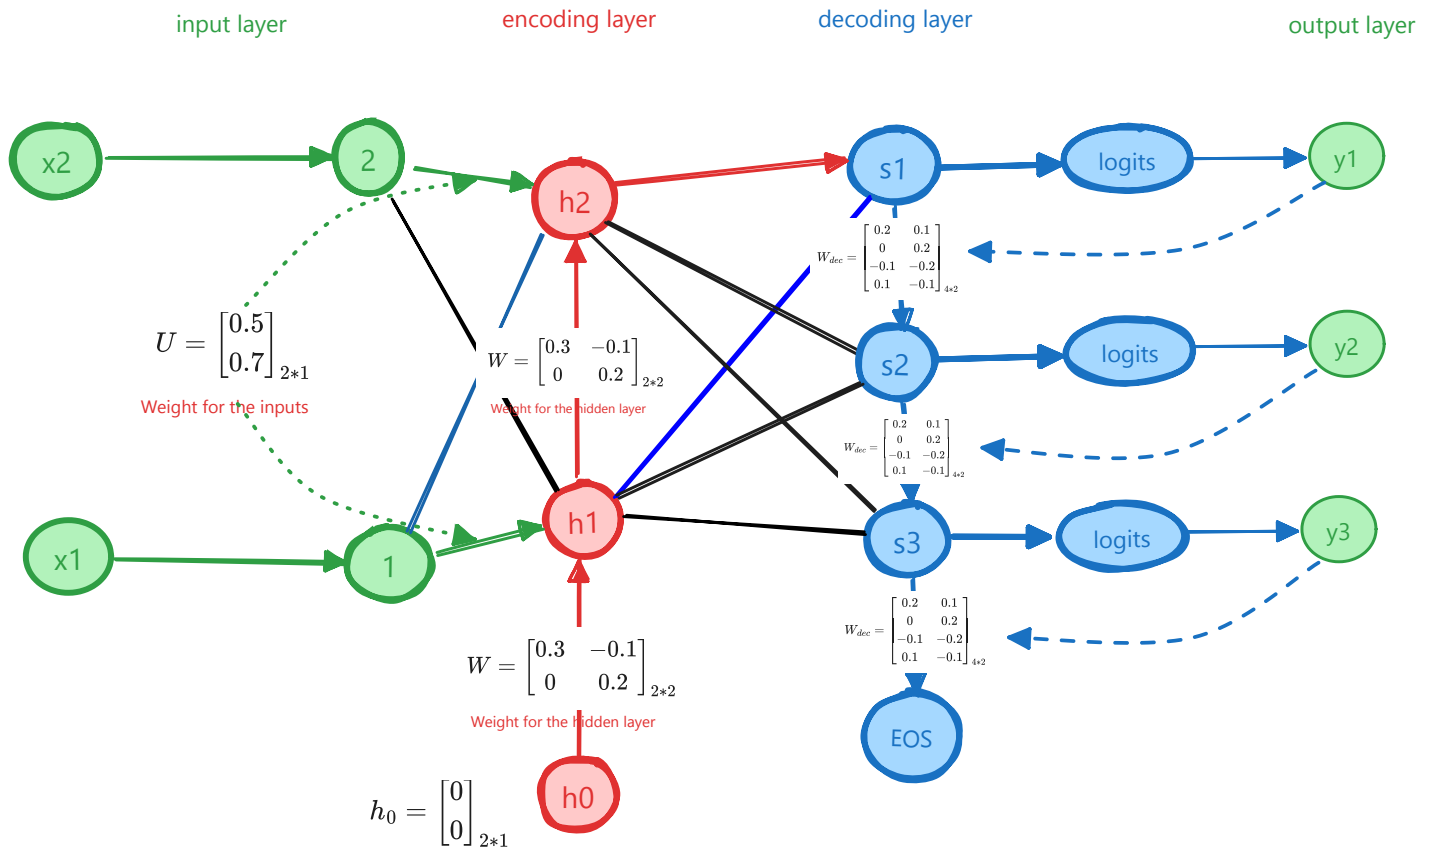 input layer
encoding layer
decoding layer
output layer
x2
2
h2
s1
logits
y1
W_dec = [0.2 0.1
0 0.2
−0.1 −0.2
0.1 −0.1]_4*2
U = [0.5
0.7]_2*1
Weight for the inputs
W = [0.3 −0.1
0 0.2]_2*2
Weight for the hidden layer
s2
logits
y2
W_dec = [0.2 0.1
0 0.2
−0.1 −0.2
0.1 −0.1]_4*2
x1
1
h1
s3
logits
y3
W_dec = [0.2 0.1
0 0.2
−0.1 −0.2
0.1 −0.1]_4*2
W = [0.3 −0.1
0 0.2]_2*2
Weight for the hidden layer
EOS
h_0 = [0
0]_2*1
h0